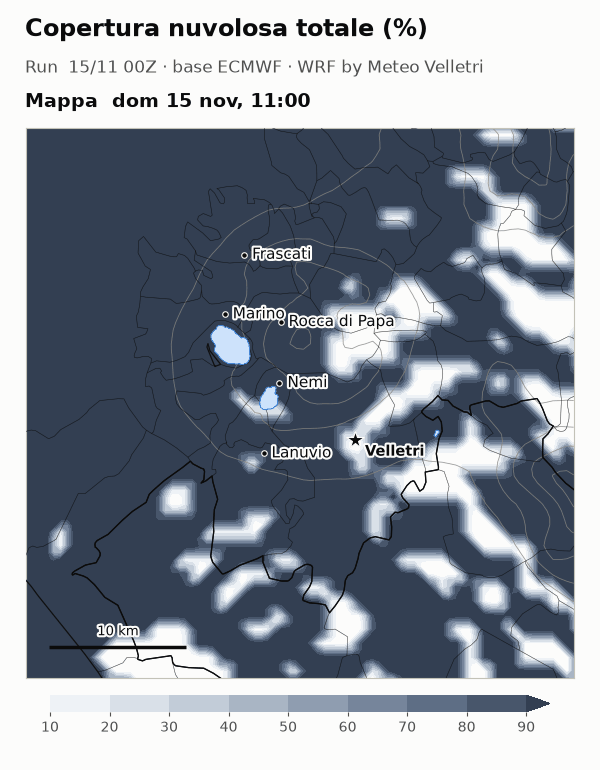 Copertura nuvolosa totale (%)
Run  15/11 00Z · base ECMWF · WRF by Meteo Velletri
Mappa  dom 15 nov, 11:00
Frascati
Marino
Rocca di Papa
Nemi
Velletri
Lanuvio
10 km
10 20 30 40 50 60 70 80 90